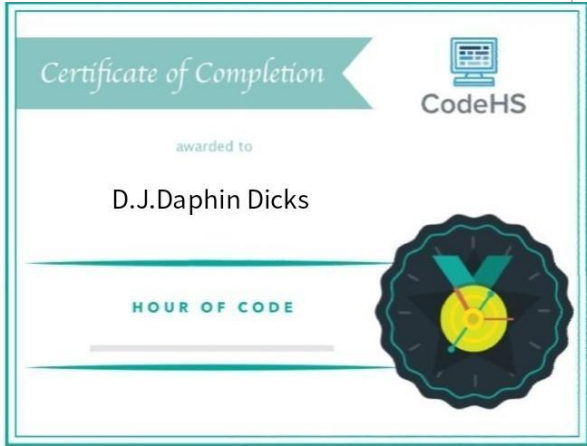 Certificate of Completion
CodeHS
awarded to
D.J.Daphin Dicks
HOUR OF CODE